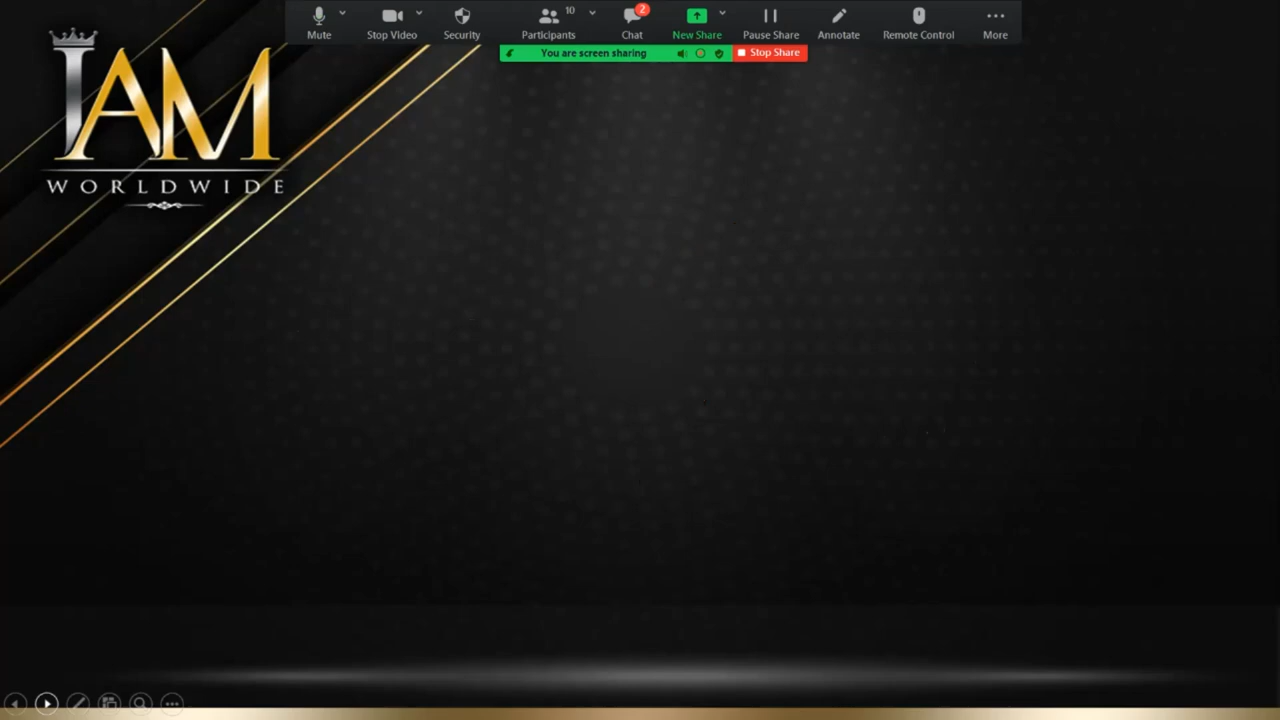 10
2
Mute
Stop Video
Security
Participants
Chat
New Share
Pause Share
Annotate
Remote Control
More
You are screen sharing
Stop Share
IAM
WORLDWIDE